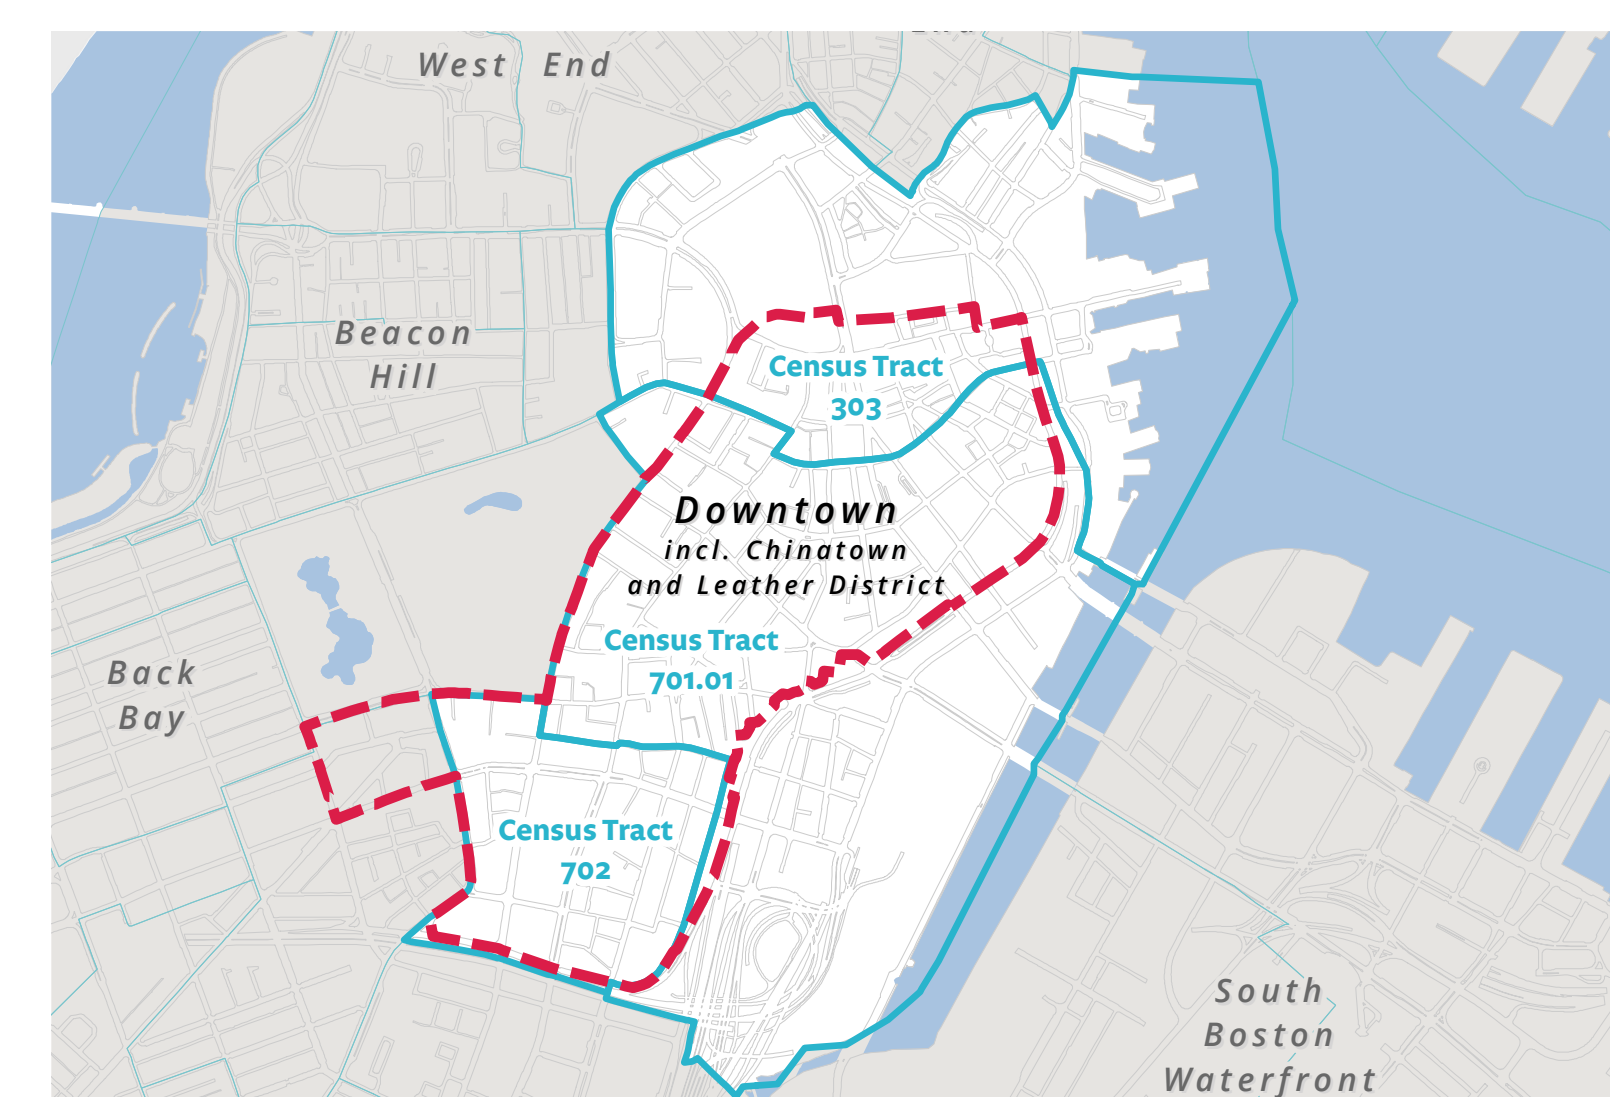 West End
Beacon
Hill
Census Tract
303
Downtown
incl. Chinatown
and Leather District
Census Tract
701.01
Back
Bay
Census Tract
702
South
Boston
Waterfront